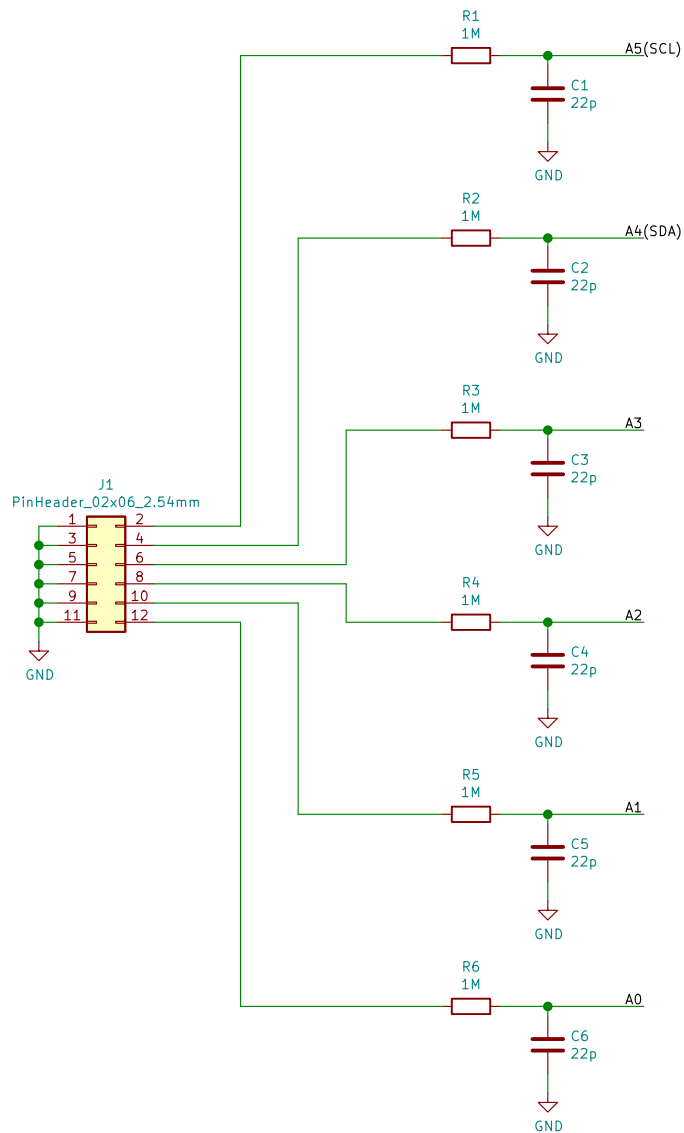 R1
1M
A5(SCL)
C1
22p
GND
R2
1M
A4(SDA)
C2
22p
GND
R3
1M
A3
C3
22p
GND
J1
PinHeader_02x06_2.54mm
1 2
3 4
5 6
7 8
9 10
11 12
GND
R4
1M
A2
C4
22p
GND
R5
1M
A1
C5
22p
GND
R6
1M
A0
C6
22p
GND